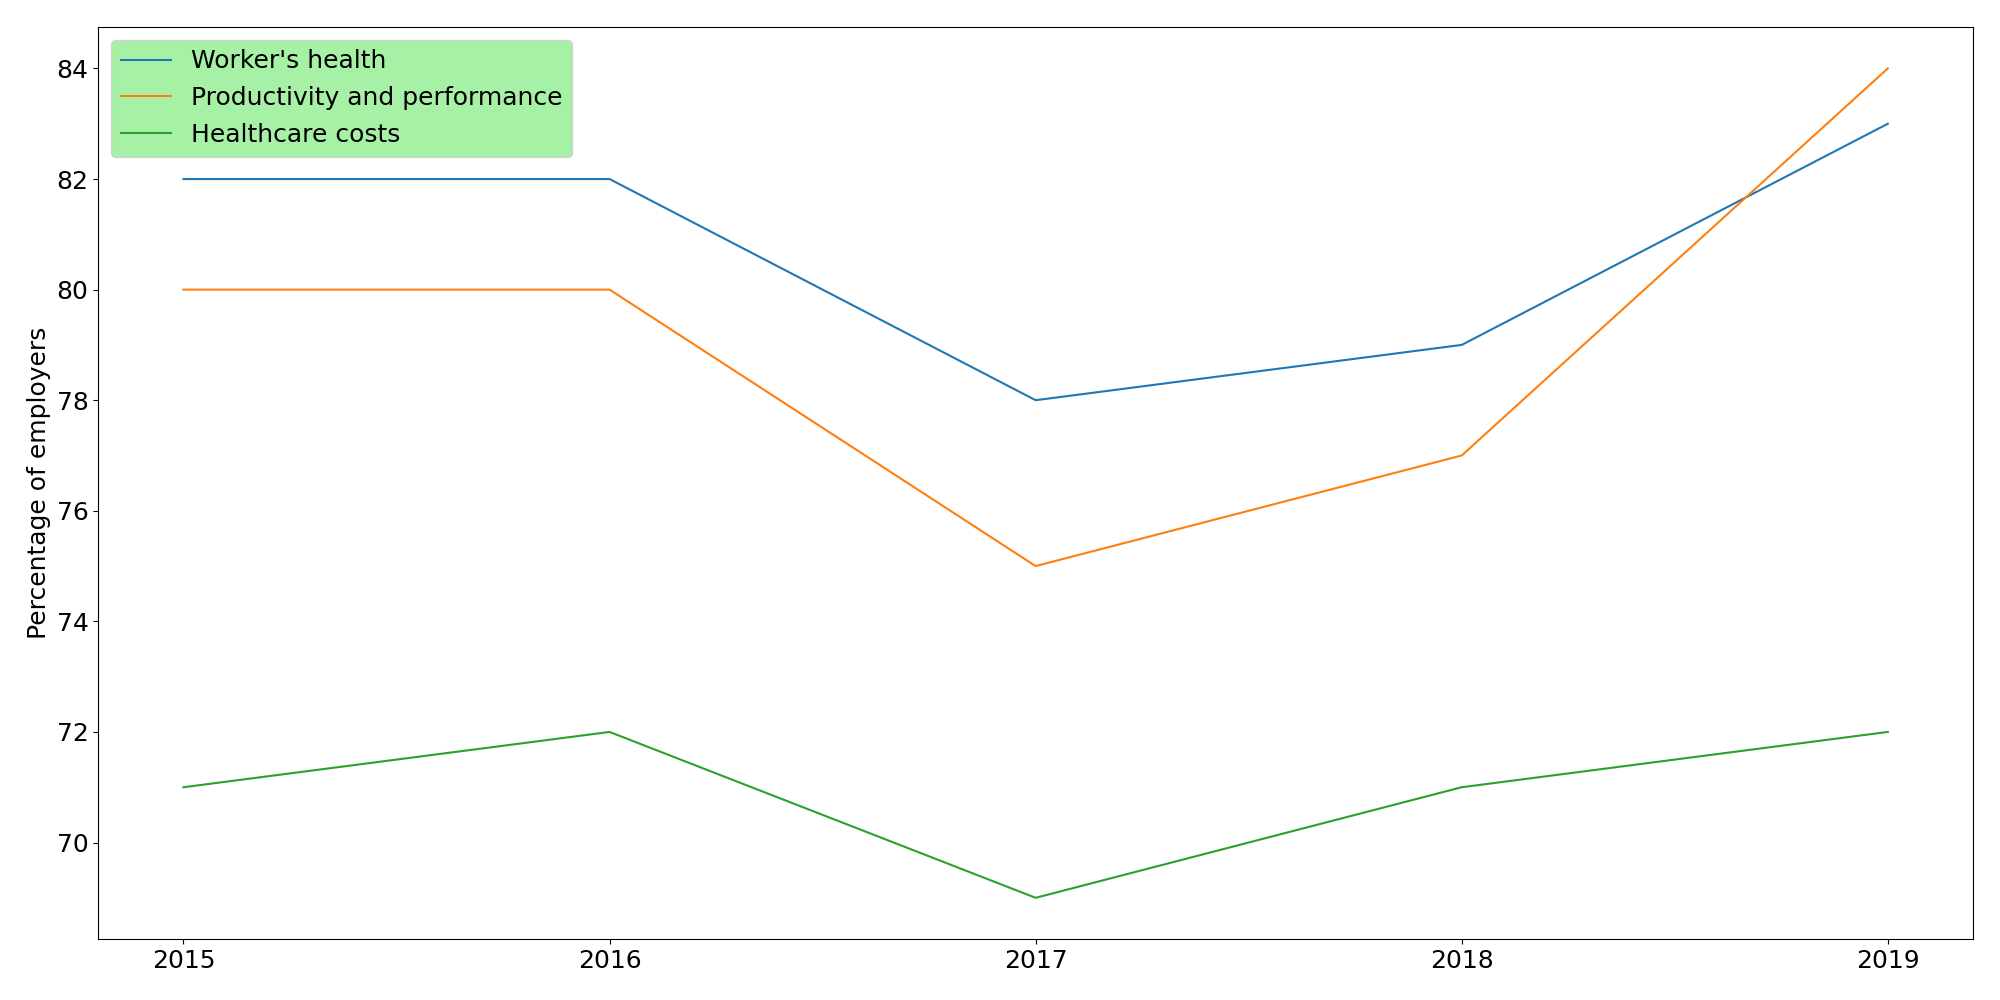 Worker's health
Productivity and performance
Healthcare costs
Percentage of employers
84
82
80
78
76
74
72
70
2015 2016 2017 2018 2019